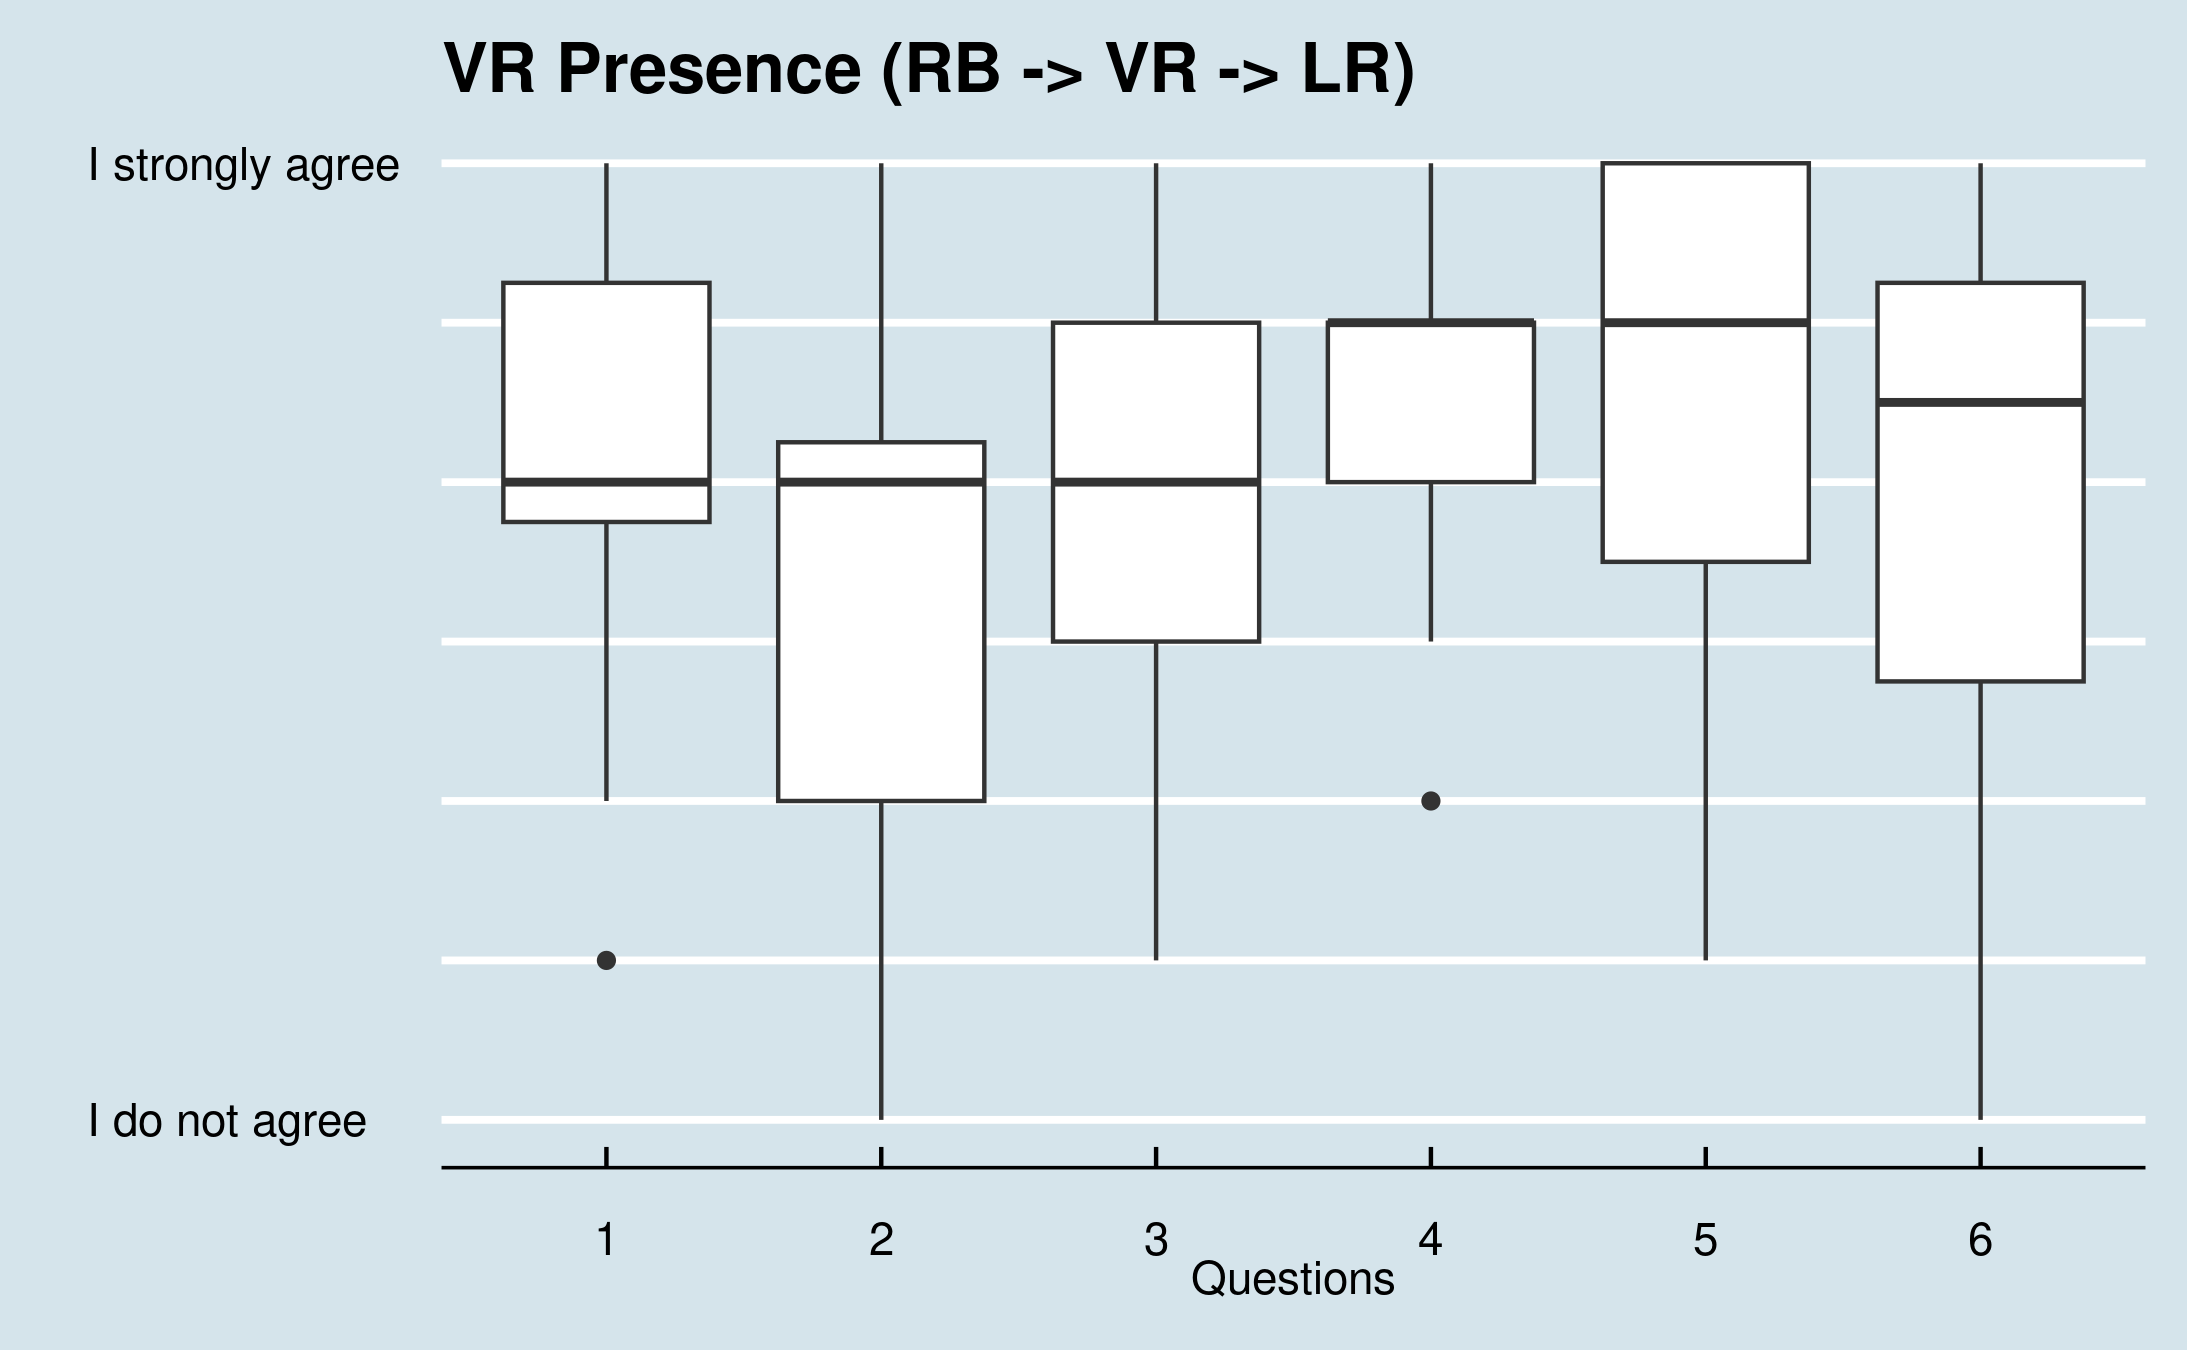 VR Presence (RB -> VR -> LR)
I strongly agree
I do not agree
1 2 3 4 5 6
Questions